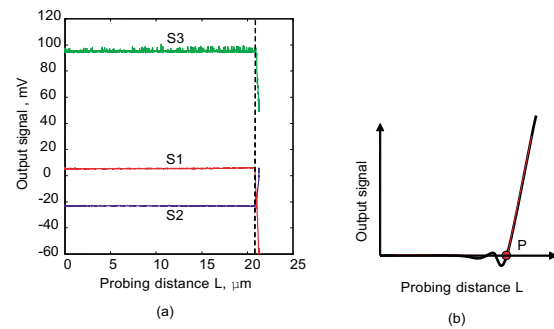 120
100
80
60
40
20
0
-20
-40
-60
Output signal , mV
S3
S1
S2
0 5 10 15 20 25
Probing distance L, μm
(a)
Output signal
P
Probing distance L
(b)